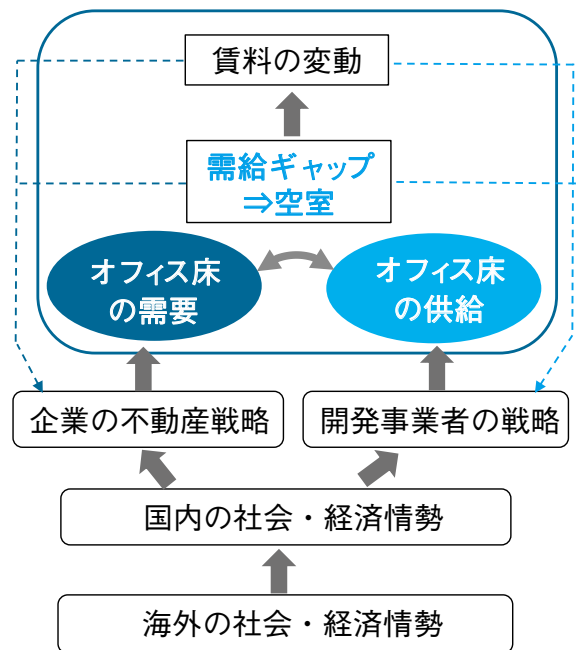 賃料の変動
需給ギャップ
⇒空室
オフィス床
の需要
オフィス床
の供給
企業の不動産戦略
開発事業者の戦略
国内の社会・経済情勢
海外の社会・経済情勢